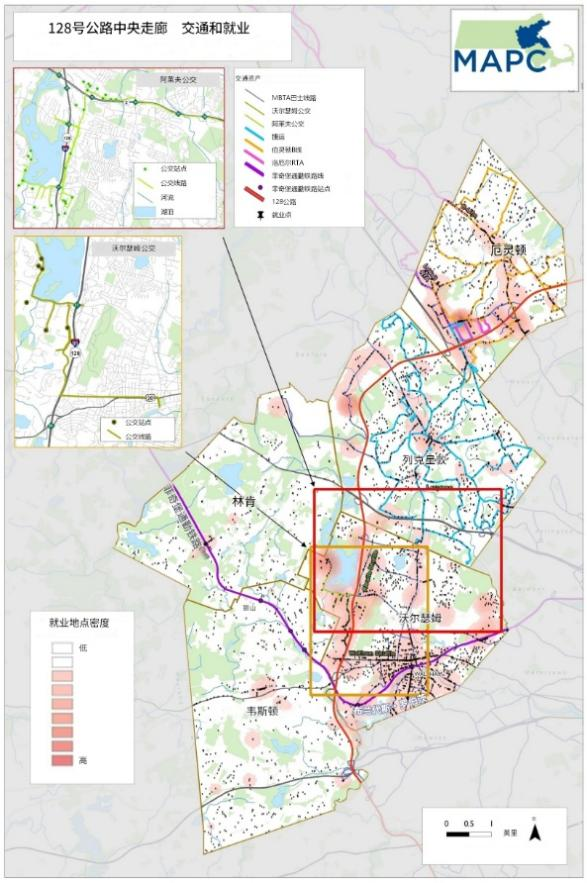 128号公路中央走廊 交通和就业
MAPC
阿莱夫公交
公交站点
公交线路
河流
湖泊
128
交通资产
MBTA巴士线路
沃尔瑟姆公交
阿莱夫公交
捷运
伯灵顿B线
洛厄尔RTA
菲奇堡通勤铁路线
菲奇堡通勤铁路站点
128公路
就业点
沃尔瑟姆公交
128
公交站点
公交线路
厄灵顿
列克星敦
林肯
沃尔瑟姆
韦斯顿
就业地点密度
低
高
0 0.5 1 英里